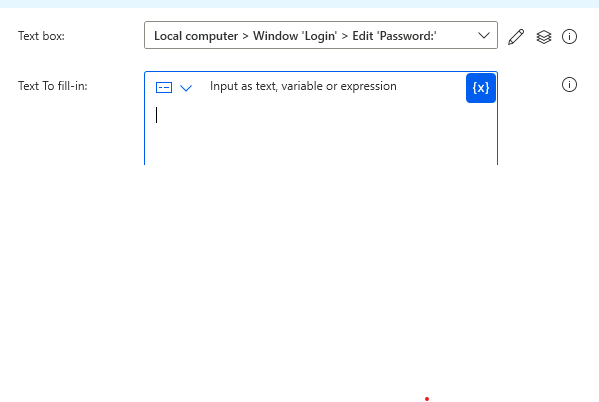 Text box:
Local computer > Window 'Login' > Edit 'Password:'
Text To fill-in:
Input as text, variable or expression
{x}